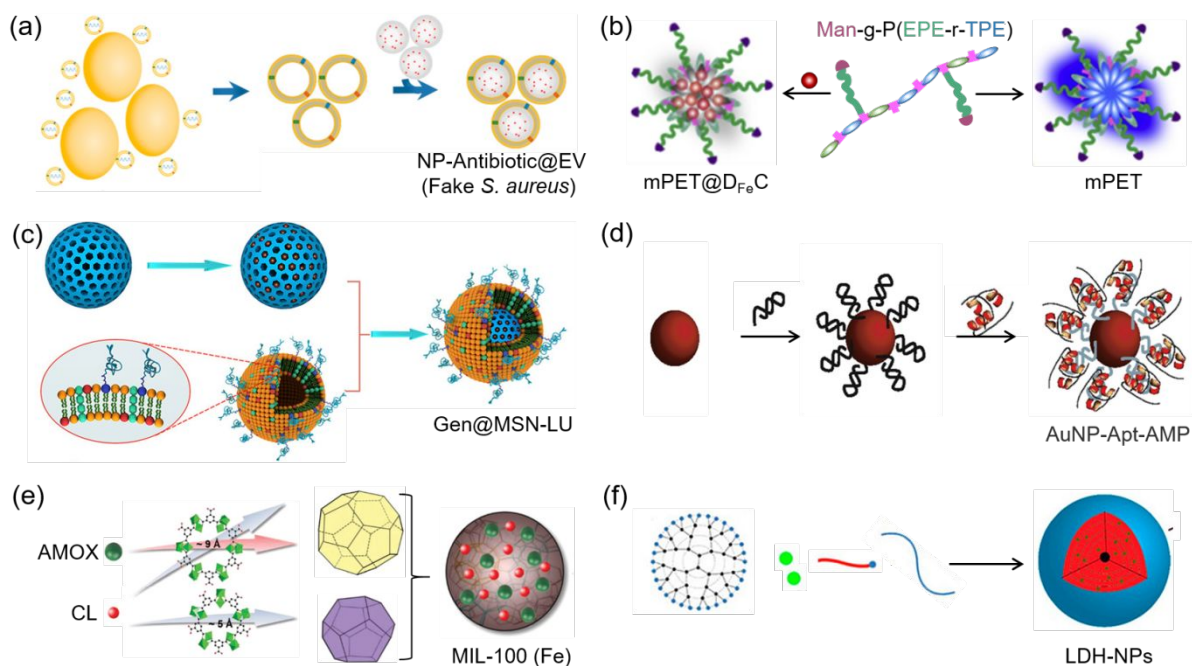 (a)
NP-Antibiotic@EV
(Fake S. aureus)
(b)
Man-g-P(EPE-r-TPE)
mPET@DFeC
mPET
(c)
Gen@MSN-LU
(d)
AuNP-Apt-AMP
(e)
AMOX
CL
~ 9 Å
~ 5 Å
MIL-100 (Fe)
(f)
LDH-NPs